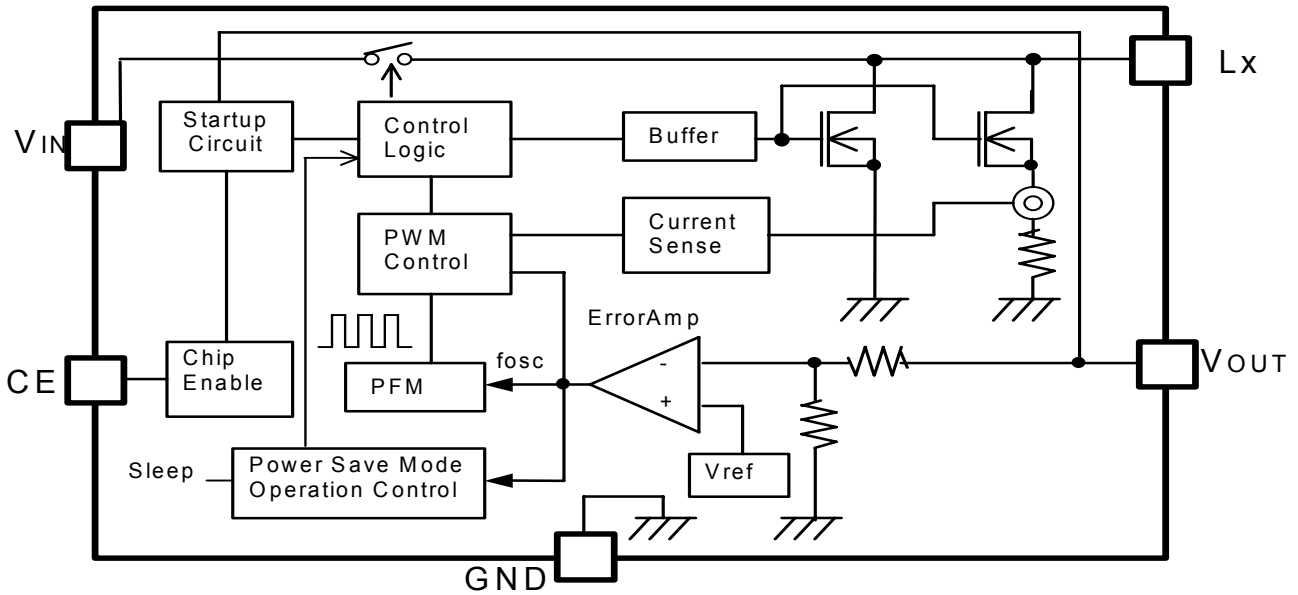 Lx
VIN
Startup
Circuit
Control
Logic
Buffer
PWM
Control
Current
Sense
ErrorAmp
CE
Chip
Enable
PFM
fosc
-
+
VOUT
Sleep
Power Save Mode
Operation Control
Vref
GND